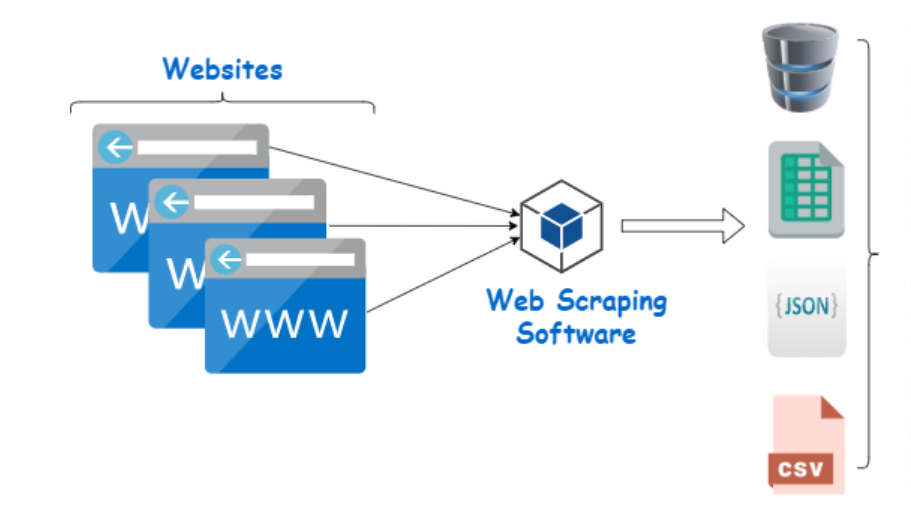 Websites
W
W
WWW
Web Scraping
Software
{JSON}
CSV